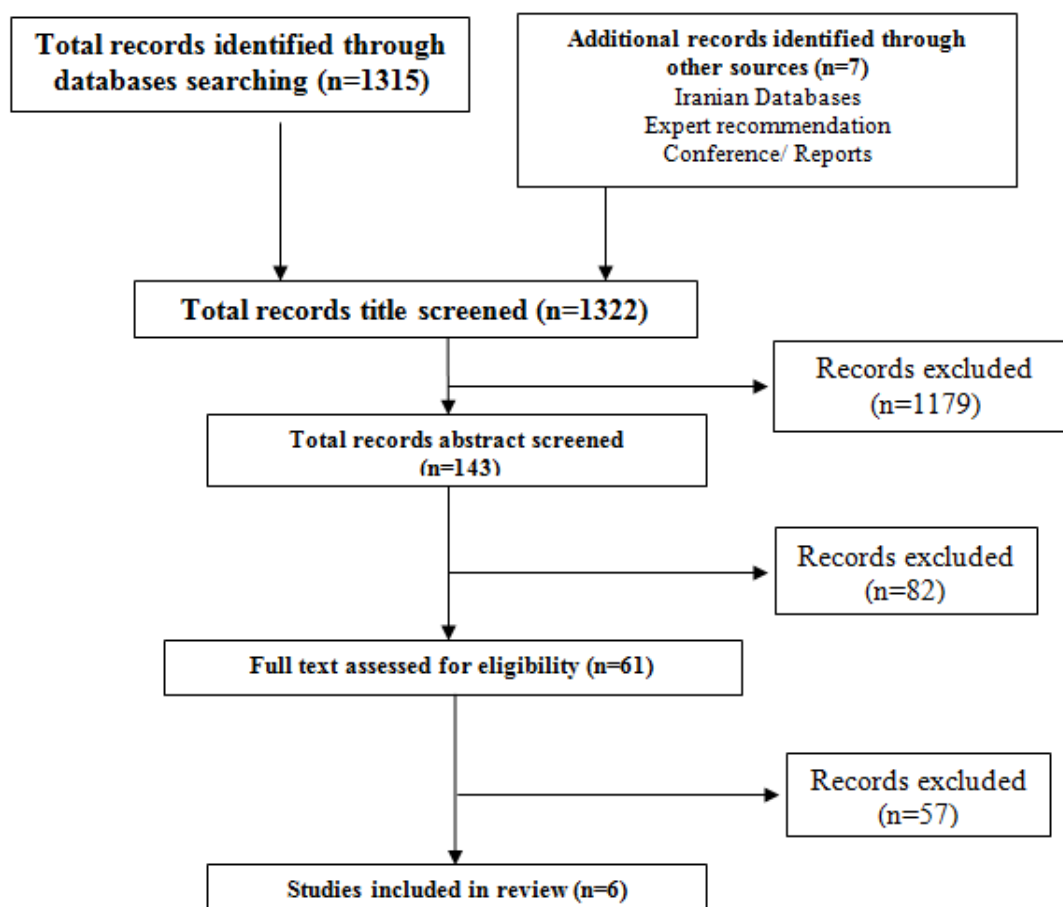 Total records identified through
databases searching (n=1315)
Additional records identified through
other sources (n=7)
Iranian Databases
Expert recommendation
Conference/ Reports
Total records title screened (n=1322)
Records excluded
(n=1179)
Total records abstract screened
(n=143)
Records excluded
(n=82)
Full text assessed for eligibility (n=61)
Records excluded
(n=57)
Studies included in review (n=6)